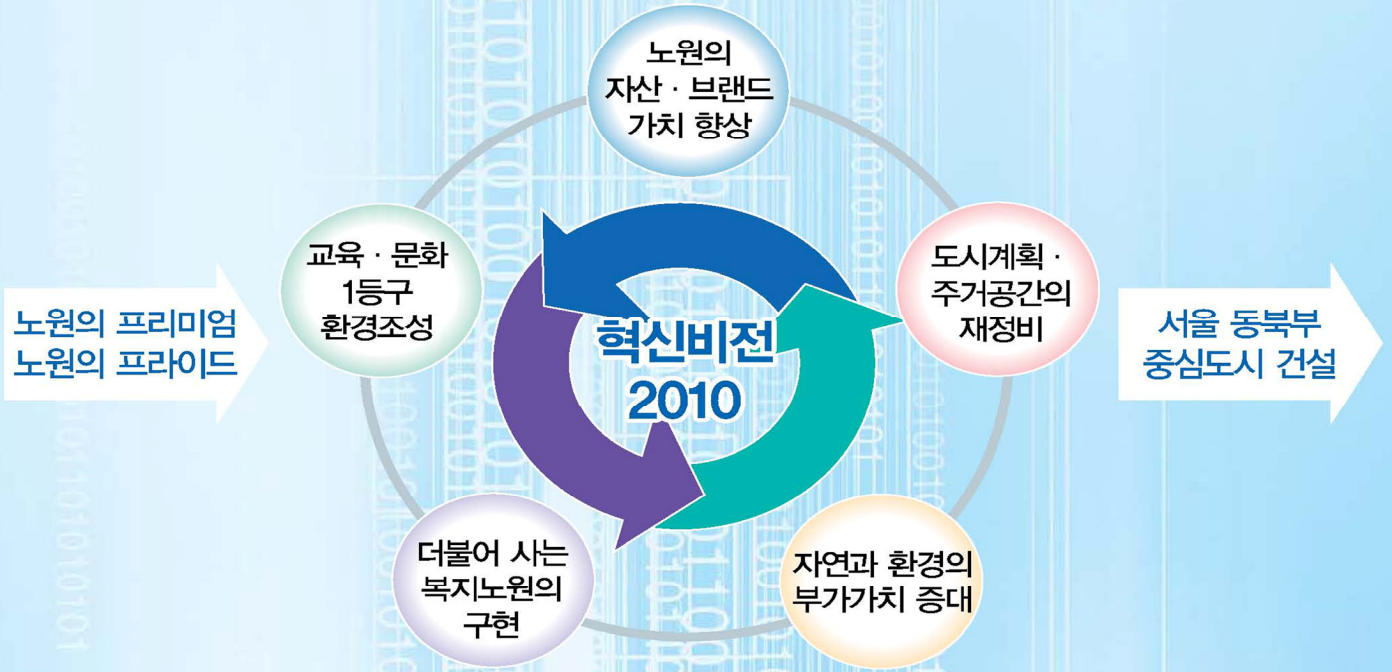 노원의
자산 · 브랜드
가치 향상
교육 · 문화
1등구
환경조성
도시계획 ·
주거공간의
재정비
노원의 프리미엄
노원의 프라이드
혁신비전
2010
서울 동북부
중심도시 건설
더불어 사는
복지노원의
구현
자연과 환경의
부가가치 증대